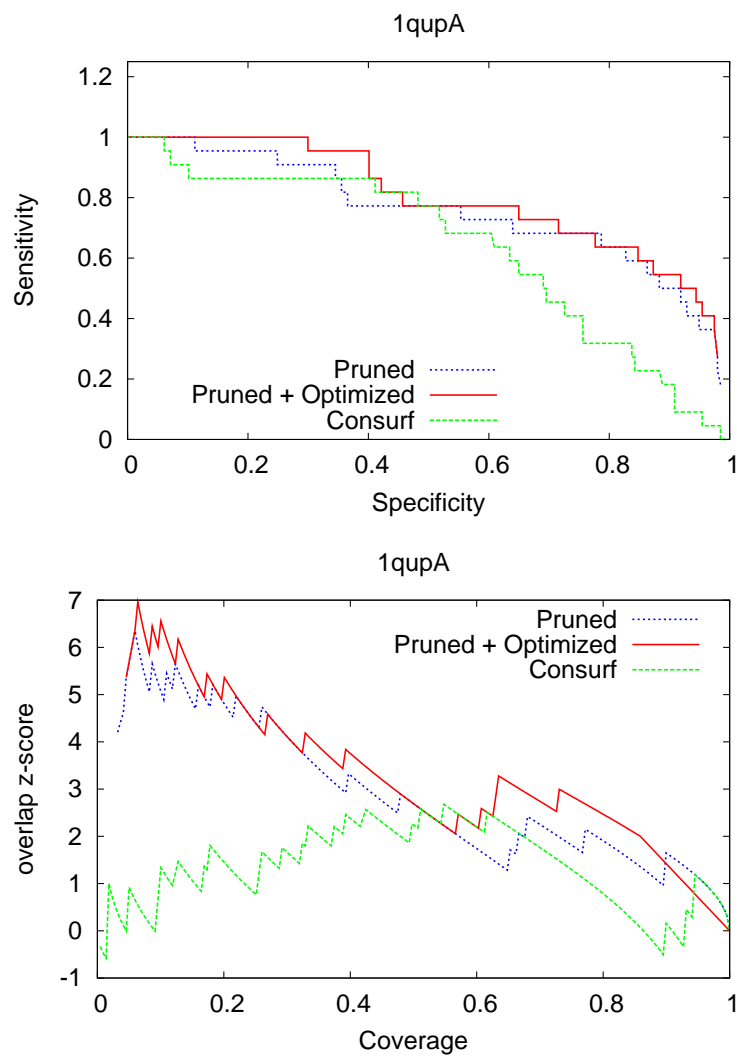 1qupA
1.2
1
0.8
0.6
0.4
0.2
0
Sensitivity
Pruned
Pruned + Optimized
Consurf
0 0.2 0.4 0.6 0.8 1
Specificity
1qupA
7
6
5
4
3
2
1
0
-1
overlap z-score
Pruned
Pruned + Optimized
Consurf
0 0.2 0.4 0.6 0.8 1
Coverage